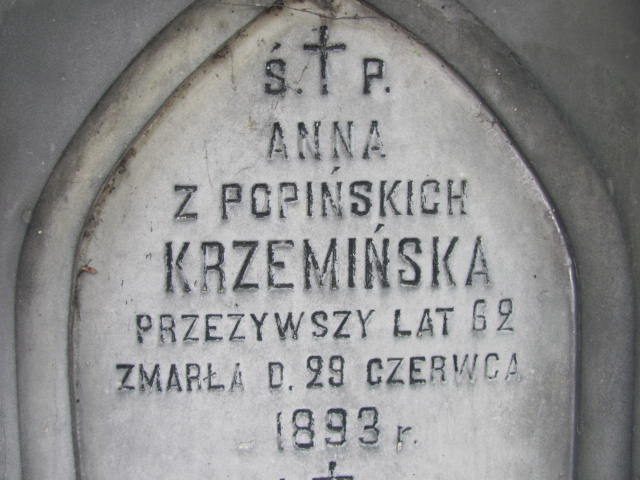 Ś. P.
ANNA
Z POPIŃSKICH
KRZEMIŃSKA
PRZEŻYWSZY LAT 62
ZMARŁA D. 29 CZERWCA
1893 r.